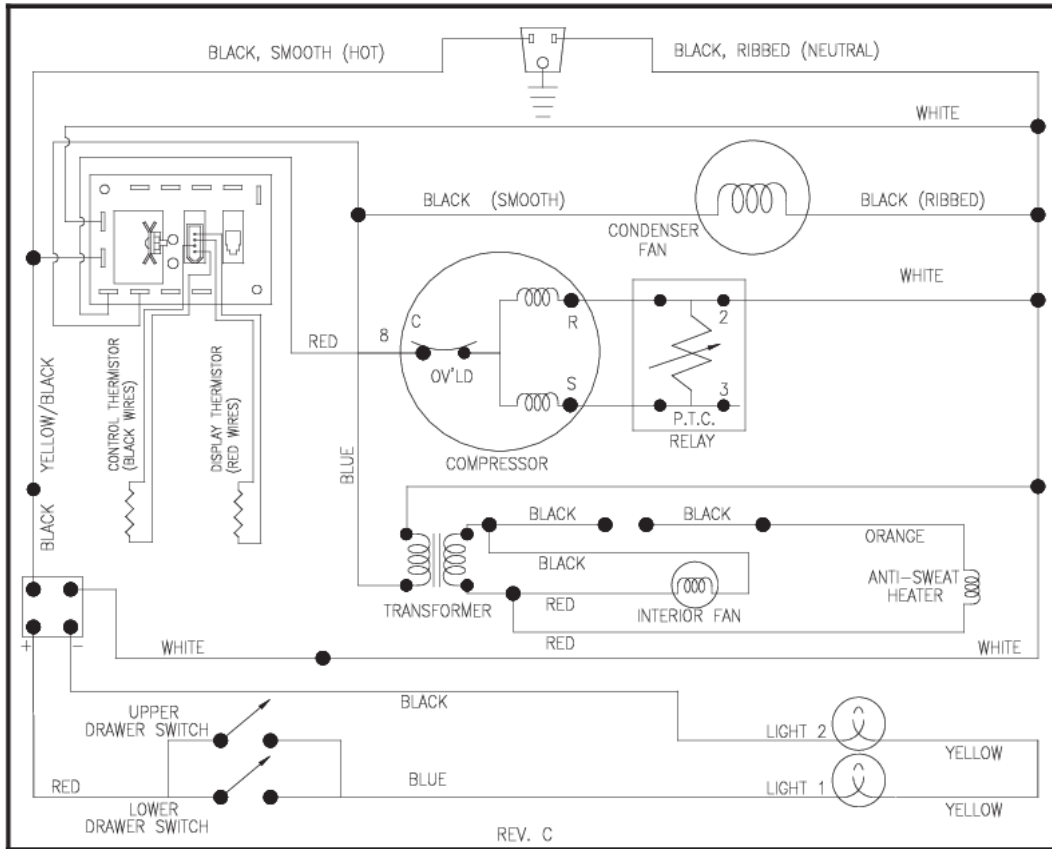 BLACK, SMOOTH (HOT)
BLACK, RIBBED (NEUTRAL)
WHITE
BLACK (SMOOTH)
BLACK (RIBBED)
CONDENSER
FAN
WHITE
8
C
R
2
RED
OV'LD
S
3
P.T.C.
RELAY
COMPRESSOR
YELLOW/BLACK
CONTROL THERMISTOR
(BLACK WIRES)
DISPLAY THERMISTOR
(RED WIRES)
BLUE
BLACK
BLACK
BLACK
ORANGE
BLACK
ANTI-SWEAT
HEATER
TRANSFORMER
RED
INTERIOR FAN
RED
+
-
WHITE
WHITE
BLACK
UPPER
DRAWER SWITCH
LIGHT 2
YELLOW
RED
BLUE
LIGHT 1
YELLOW
LOWER
DRAWER SWITCH
REV. C